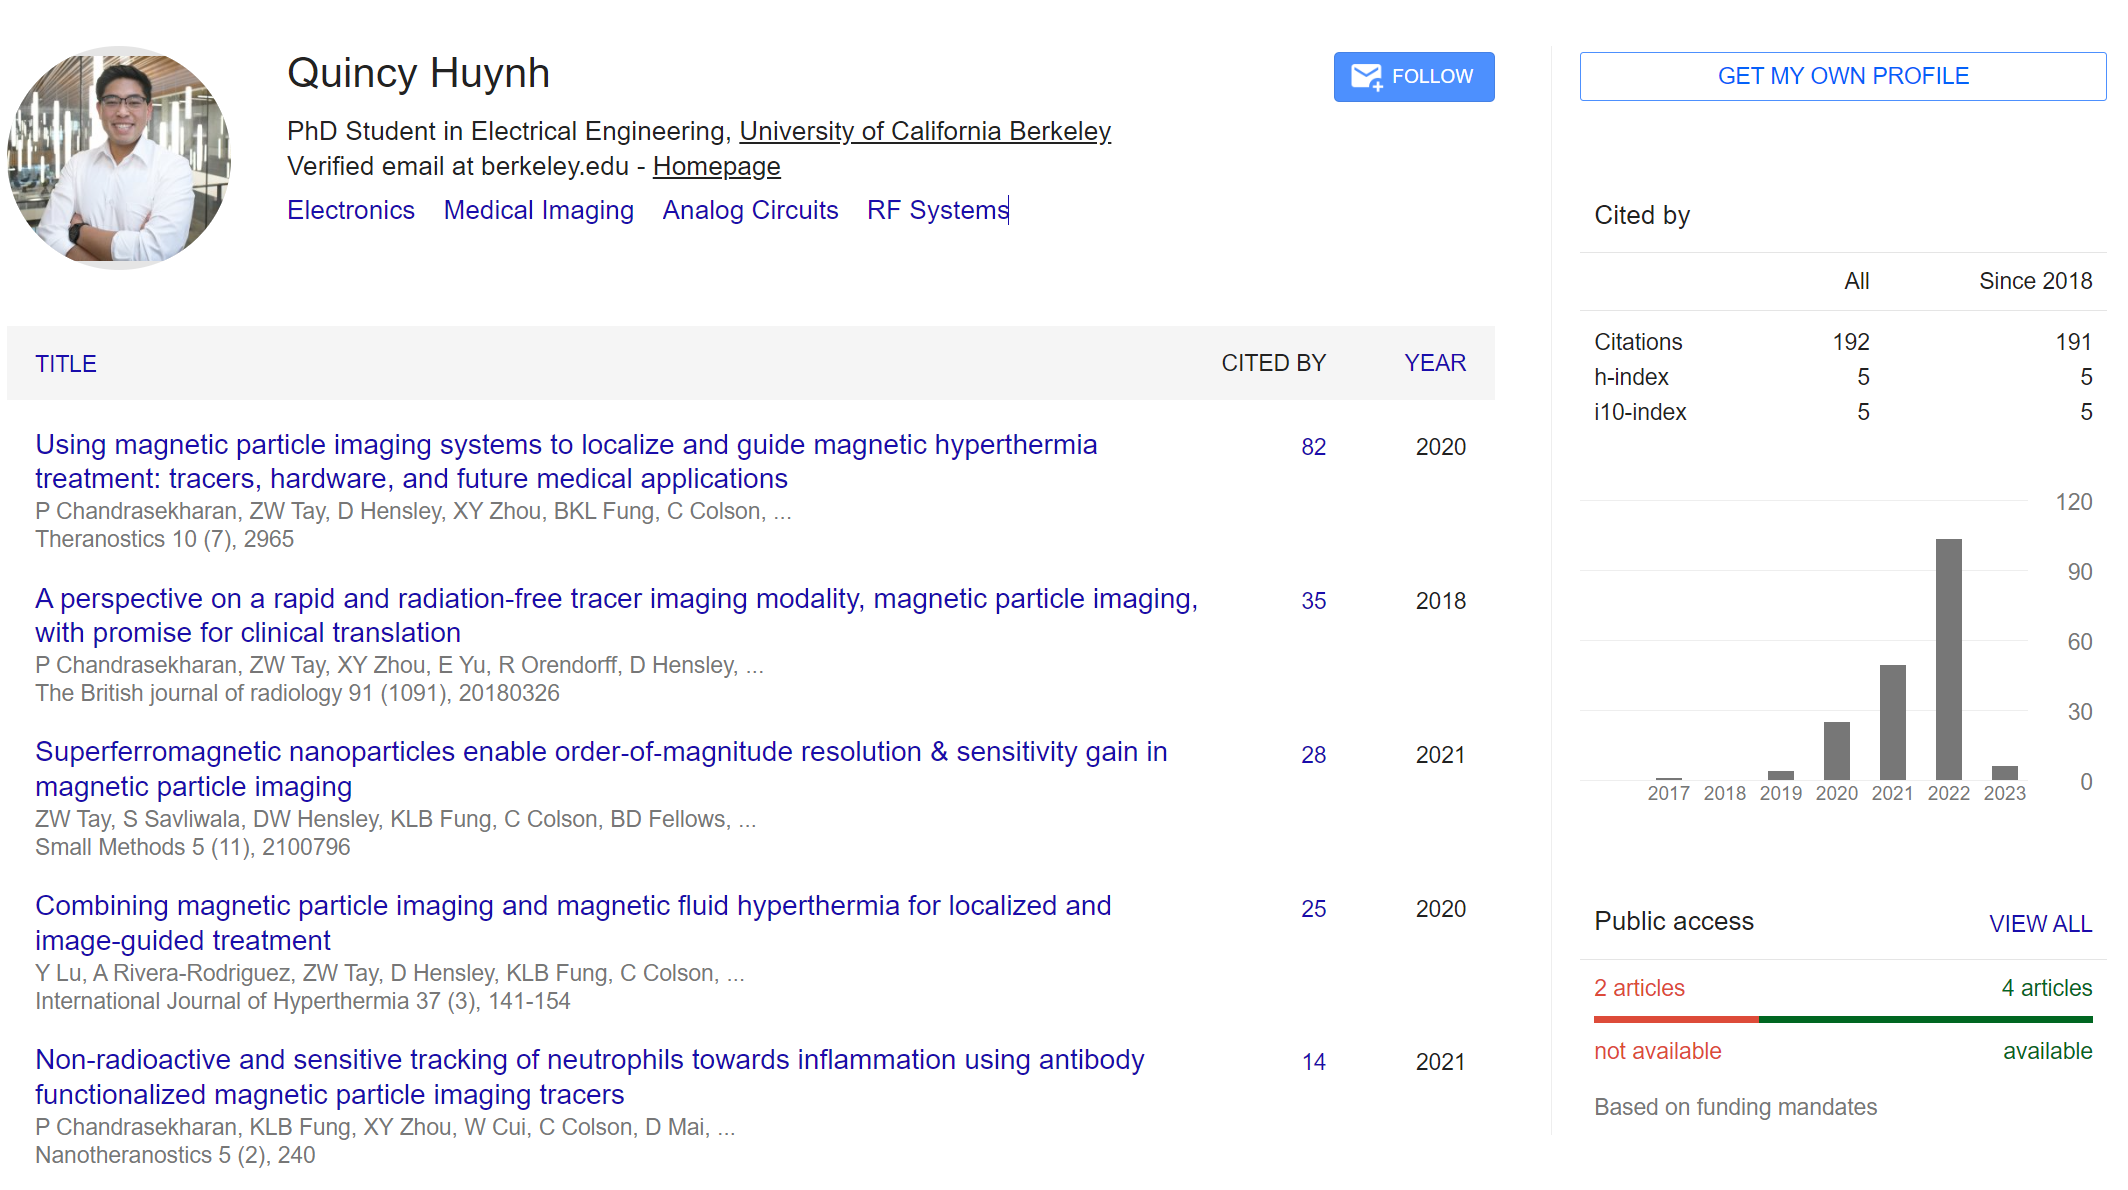 Quincy Huynh
FOLLOW
PhD Student in Electrical Engineering, University of California Berkeley
Verified email at berkeley.edu - Homepage
Electronics Medical Imaging Analog Circuits RF Systems
TITLE CITED BY YEAR
Using magnetic particle imaging systems to localize and guide magnetic hyperthermia 82 2020
treatment: tracers, hardware, and future medical applications
P Chandrasekharan, ZW Tay, D Hensley, XY Zhou, BKL Fung, C Colson, ...
Theranostics 10 (7), 2965
A perspective on a rapid and radiation-free tracer imaging modality, magnetic particle imaging, 35 2018
with promise for clinical translation
P Chandrasekharan, ZW Tay, XY Zhou, E Yu, R Orendorff, D Hensley, ...
The British journal of radiology 91 (1091), 20180326
Superferromagnetic nanoparticles enable order-of-magnitude resolution & sensitivity gain in 28 2021
magnetic particle imaging
ZW Tay, S Savliwala, DW Hensley, KLB Fung, C Colson, BD Fellows, ...
Small Methods 5 (11), 2100796
Combining magnetic particle imaging and magnetic fluid hyperthermia for localized and 25 2020
image-guided treatment
Y Lu, A Rivera-Rodriguez, ZW Tay, D Hensley, KLB Fung, C Colson, ...
International Journal of Hyperthermia 37 (3), 141-154
Non-radioactive and sensitive tracking of neutrophils towards inflammation using antibody 14 2021
functionalized magnetic particle imaging tracers
P Chandrasekharan, KLB Fung, XY Zhou, W Cui, C Colson, D Mai, ...
Nanotheranostics 5 (2), 240
GET MY OWN PROFILE
Cited by
All Since 2018
Citations 192 191
h-index 5 5
i10-index 5 5
120
90
60
30
0
2017 2018 2019 2020 2021 2022 2023
Public access VIEW ALL
2 articles 4 articles
not available available
Based on funding mandates